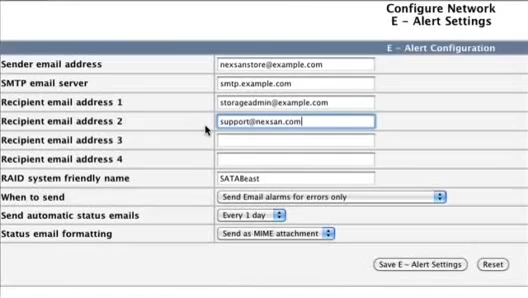 Configure Network
E - Alert Settings
E - Alert Configuration
Sender email address nexsanstore@example.com
SMTP email server smtp.example.com
Recipient email address 1 storageadmin@example.com
Recipient email address 2 support@nexsan.com
Recipient email address 3
Recipient email address 4
RAID system friendly name SATABeast
When to send Send Email alarms for errors only
Send automatic status emails Every 1 day
Status email formatting Send as MIME attachment
Save E - Alert Settings Reset